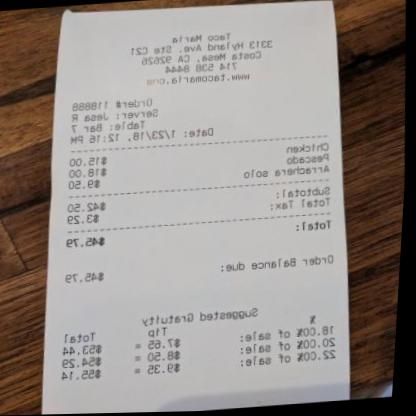 Taco Maria
3313 Hyland Ave. Ste C21
Costa Mesa, CA 92626
714 538 8444
www.tacomaria.com
Order# 118888
Server: Jesa R
Table: Bar 7
Date: 1/23/18, 12:16 PM
Chicken $15.00
Pescado $18.00
Arrachera solo $9.50
Subtotal: $42.50
Total Tax: $3.29
Total: $45.79
Order Balance due: $45.79
Suggested Gratuity
% Tip Total
18.00% of sale: $7.65 = $53.44
20.00% of sale: $8.50 = $54.29
22.00% of sale: $9.35 = $55.14